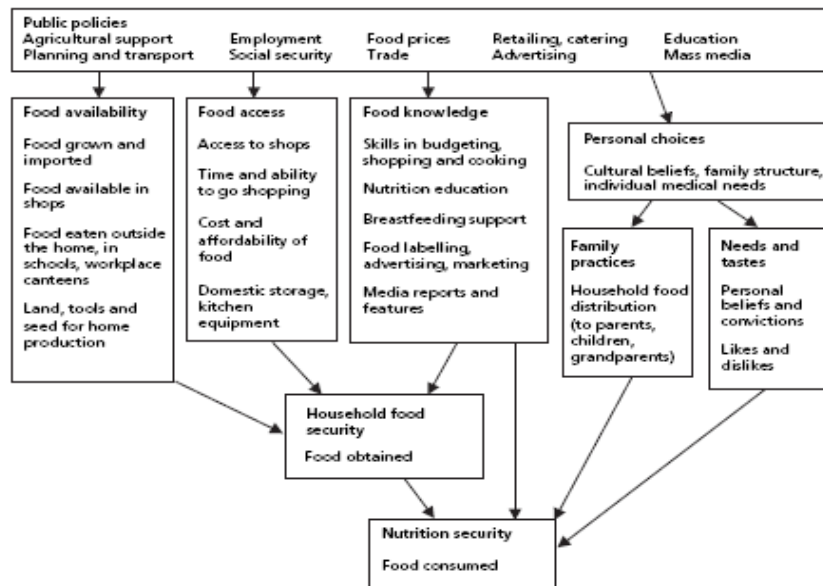 Public policies
Agricultural support Employment Food prices Retailing, catering Education
Planning and transport Social security Trade Advertising Mass media
Food availability
Food grown and
imported
Food available in
shops
Food eaten outside
the home, in
schools, workplace
canteens
Land, tools and
seed for home
production
Food access
Access to shops
Time and ability
to go shopping
Cost and
affordability of
food
Domestic storage,
kitchen
equipment
Food knowledge
Skills in budgeting,
shopping and cooking
Nutrition education
Breastfeeding support
Food labelling,
advertising, marketing
Media reports and
features
Personal choices
Cultural beliefs, family structure,
individual medical needs
Family
practices
Household food
distribution
(to parents,
children,
grandparents)
Needs and
tastes
Personal
beliefs and
convictions
Likes and
dislikes
Household food
security
Food obtained
Nutrition security
Food consumed